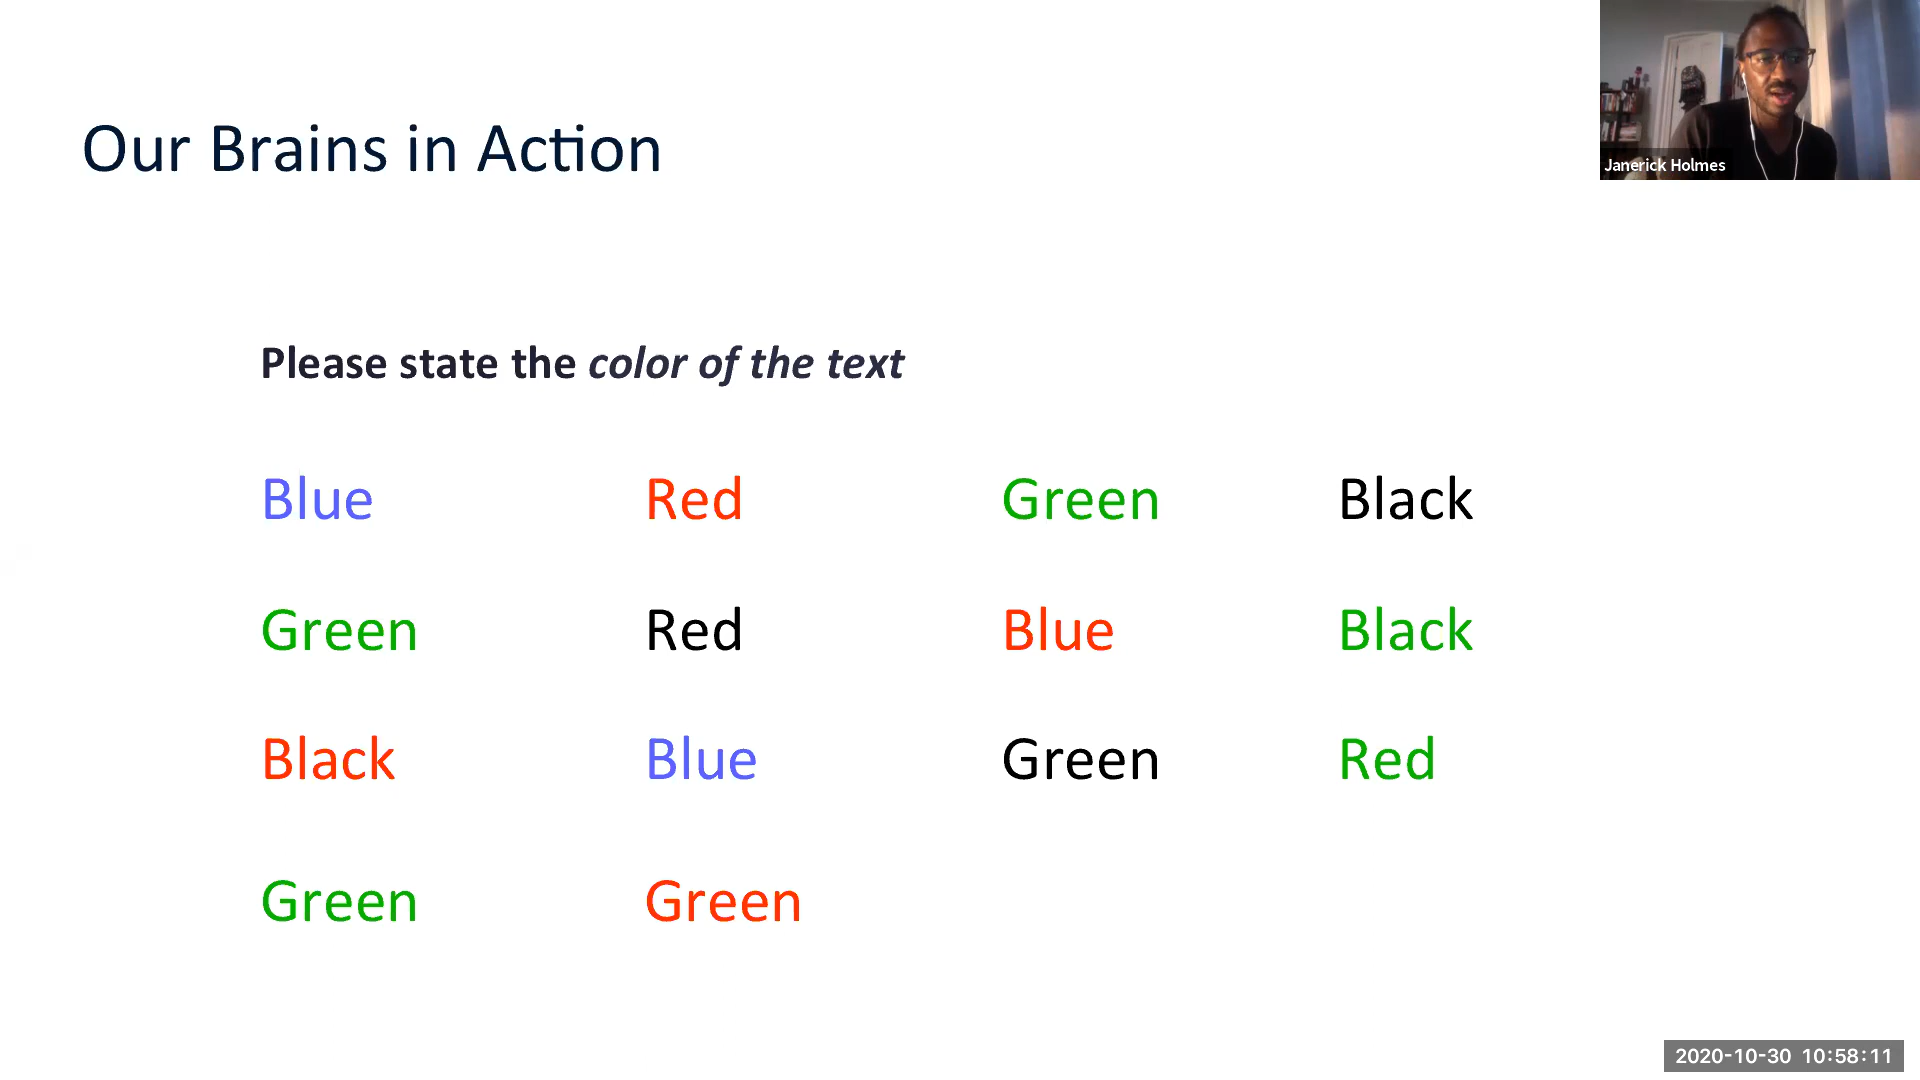 Janerick Holmes
Our Brains in Action
Please state the color of the text
Blue Red Green Black
Green Red Blue Black
Black Blue Green Red
Green Green
2020-10-30 10:58:11